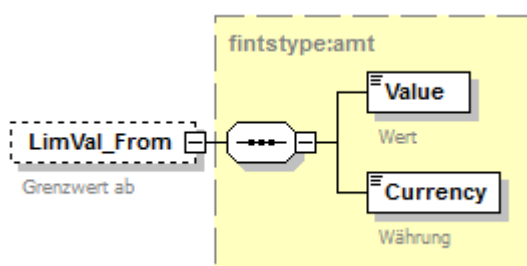 fintstype:amt
Value
Wert
LimVal_From
Grenzwert ab
Currency
Währung